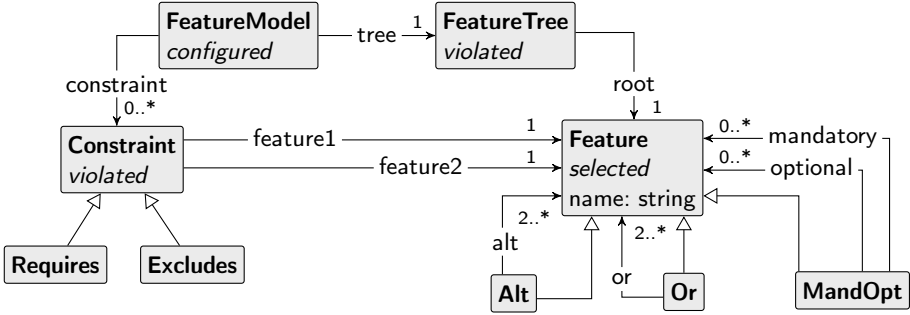 FeatureModel
configured
tree
1
FeatureTree
violated
constraint
0..*
root
1
Constraint
violated
feature1
1
feature2
1
Feature
selected
name: string
0..*
mandatory
0..*
optional
2..*
alt
2..*
or
Requires
Excludes
Alt
Or
MandOpt